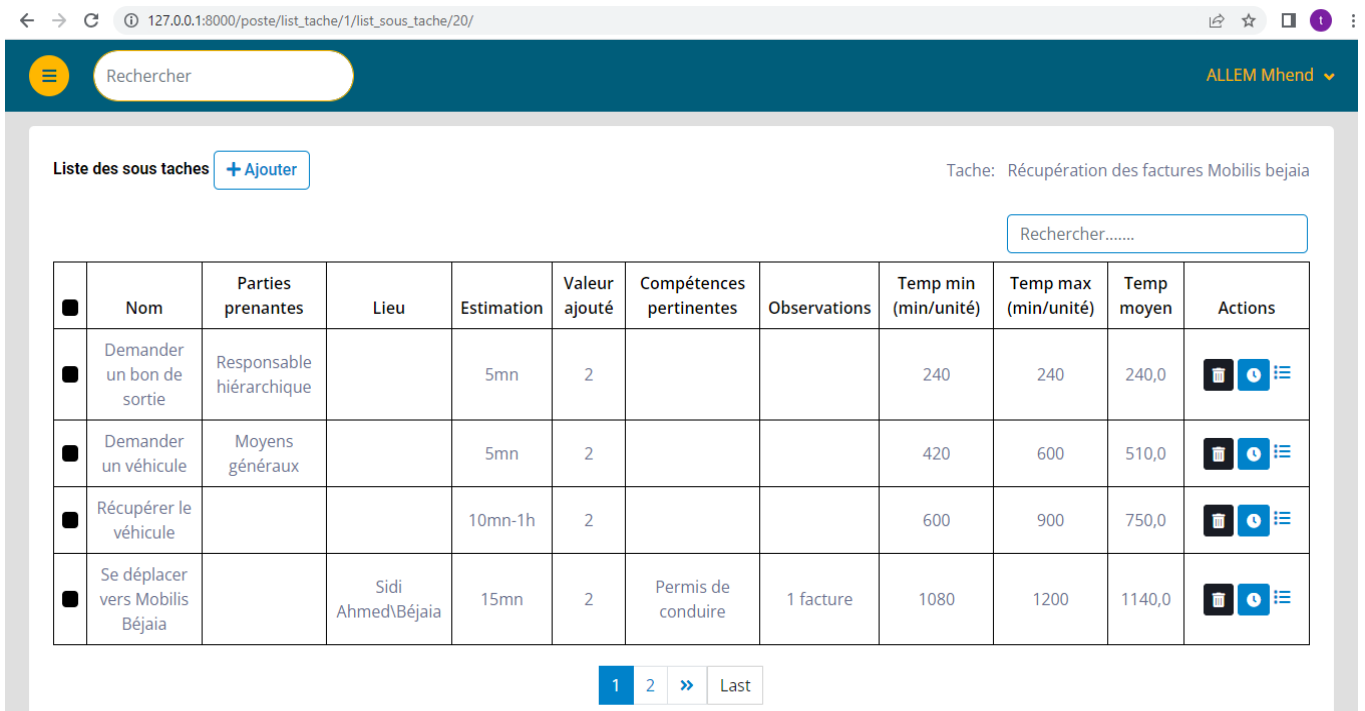 127.0.0.1:8000/poste/list_tache/1/list_sous_tache/20/
t
Rechercher
ALLEM Mhend
Liste des sous taches
Ajouter
Tache: Récupération des factures Mobilis bejaia
Rechercher.......
Nom
Parties
prenantes
Lieu
Estimation
Valeur
ajouté
Compétences
pertinentes
Observations
Temp min
(min/unité)
Temp max
(min/unité)
Temp
moyen
Actions
Demander
un bon de
sortie
Responsable
hiérarchique
5mn
2
240
240
240,0
Demander
un véhicule
Moyens
généraux
5mn
2
420
600
510,0
Récupérer le
véhicule
10mn-1h
2
600
900
750,0
Se déplacer
vers Mobilis
Béjaia
Sidi
Ahmed\Béjaia
15mn
2
Permis de
conduire
1 facture
1080
1200
1140,0
1 2 » Last